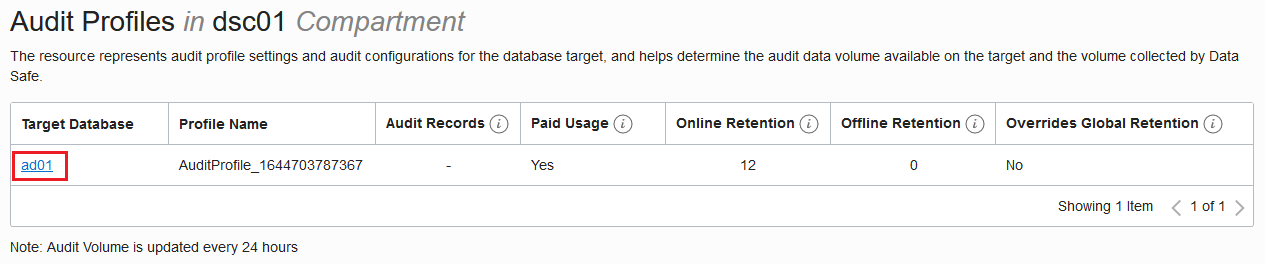 Audit Profiles in dsc01 Compartment
The resource represents audit profile settings and audit configurations for the database target, and helps determine the audit data volume available on the target and the volume collected by Data
Safe.
Target Database Profile Name Audit Records Paid Usage Online Retention Offline Retention Overrides Global Retention
ad01 AuditProfile_1644703787367 - Yes 12 0 No
Showing 1 Item 1 of 1
Note: Audit Volume is updated every 24 hours